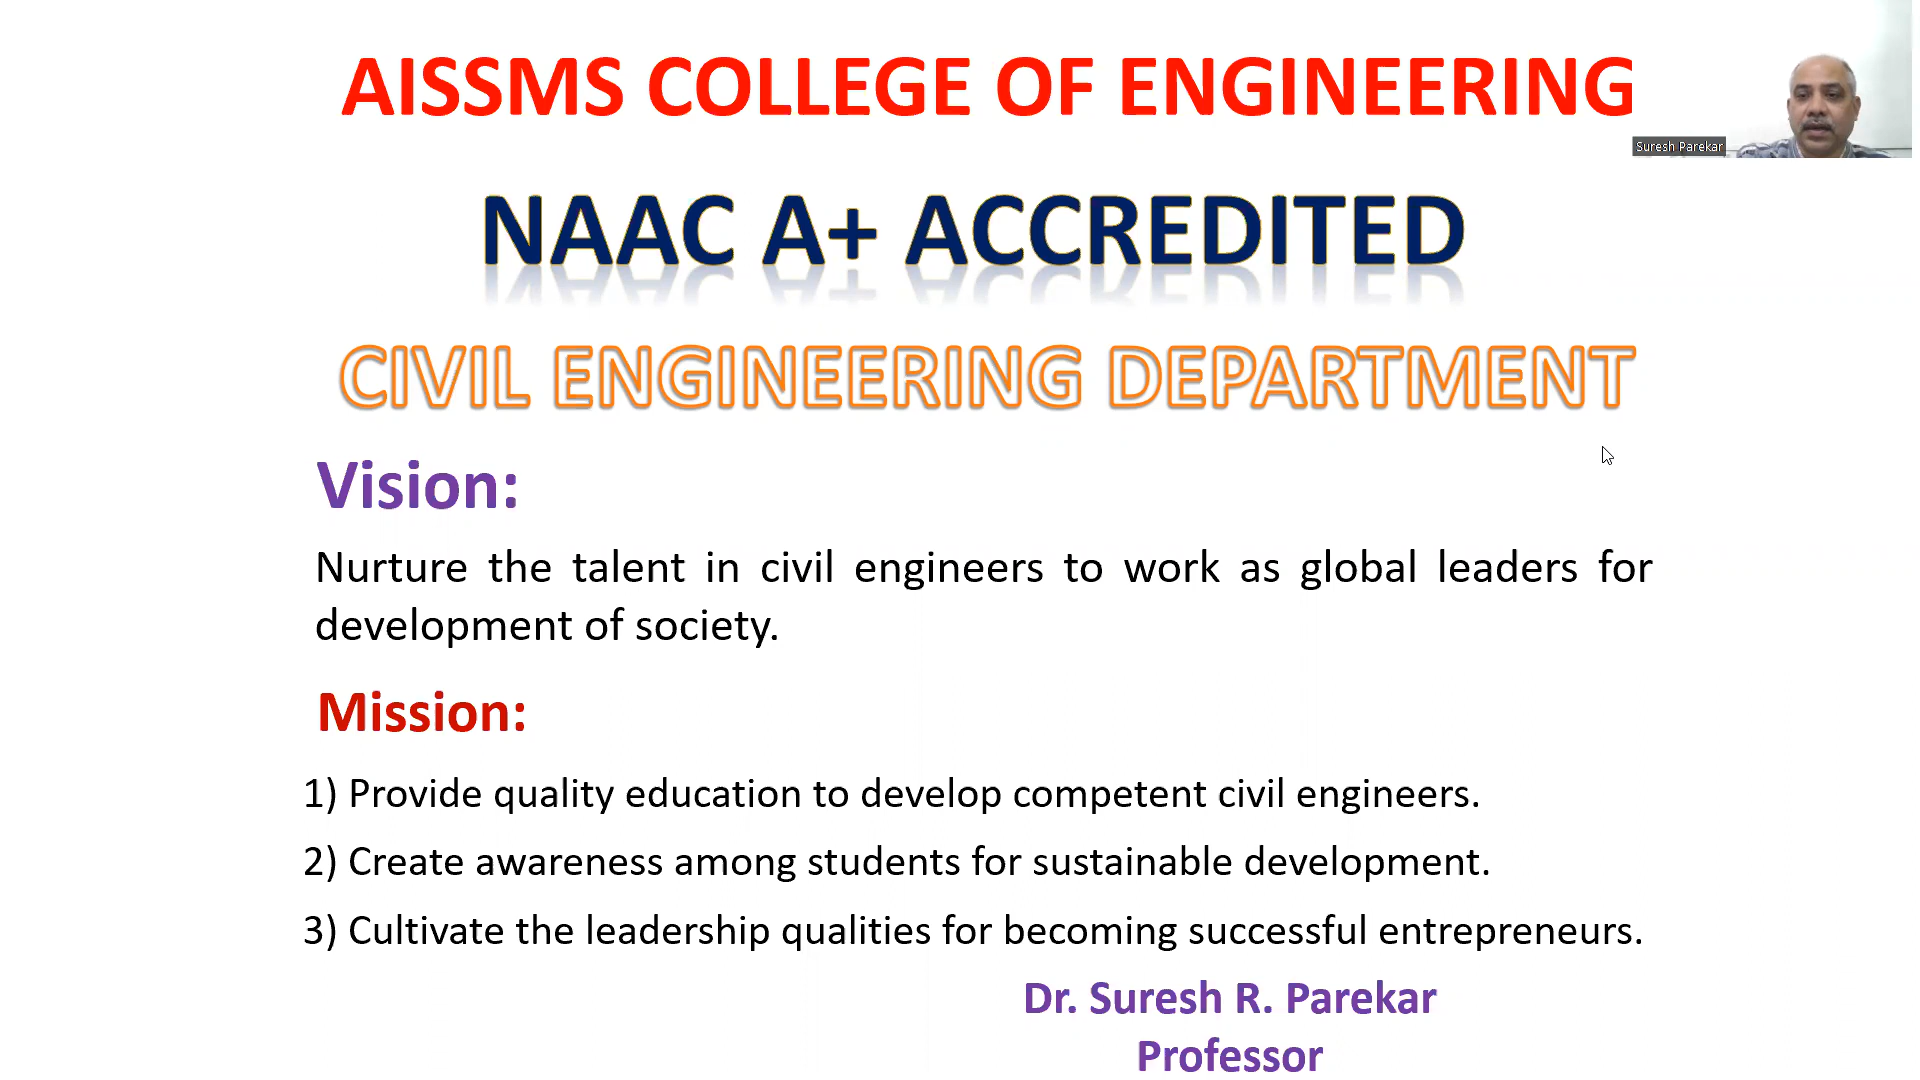 AISSMS COLLEGE OF ENGINEERING
Suresh Parekar
NAAC A+ ACCREDITED
CIVIL ENGINEERING DEPARTMENT
Vision:
Nurture the talent in civil engineers to work as global leaders for
development of society.
Mission:
1) Provide quality education to develop competent civil engineers.
2) Create awareness among students for sustainable development.
3) Cultivate the leadership qualities for becoming successful entrepreneurs.
Dr. Suresh R. Parekar
Professor